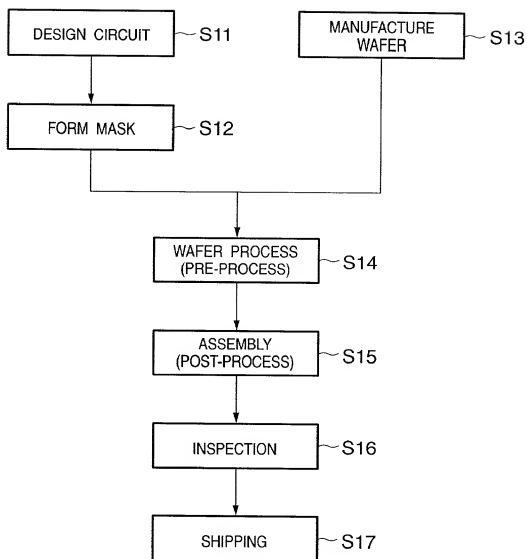 DESIGN CIRCUIT
S11
MANUFACTURE
WAFER
S13
FORM MASK
S12
WAFER PROCESS
(PRE-PROCESS)
S14
ASSEMBLY
(POST-PROCESS)
S15
INSPECTION
S16
SHIPPING
S17